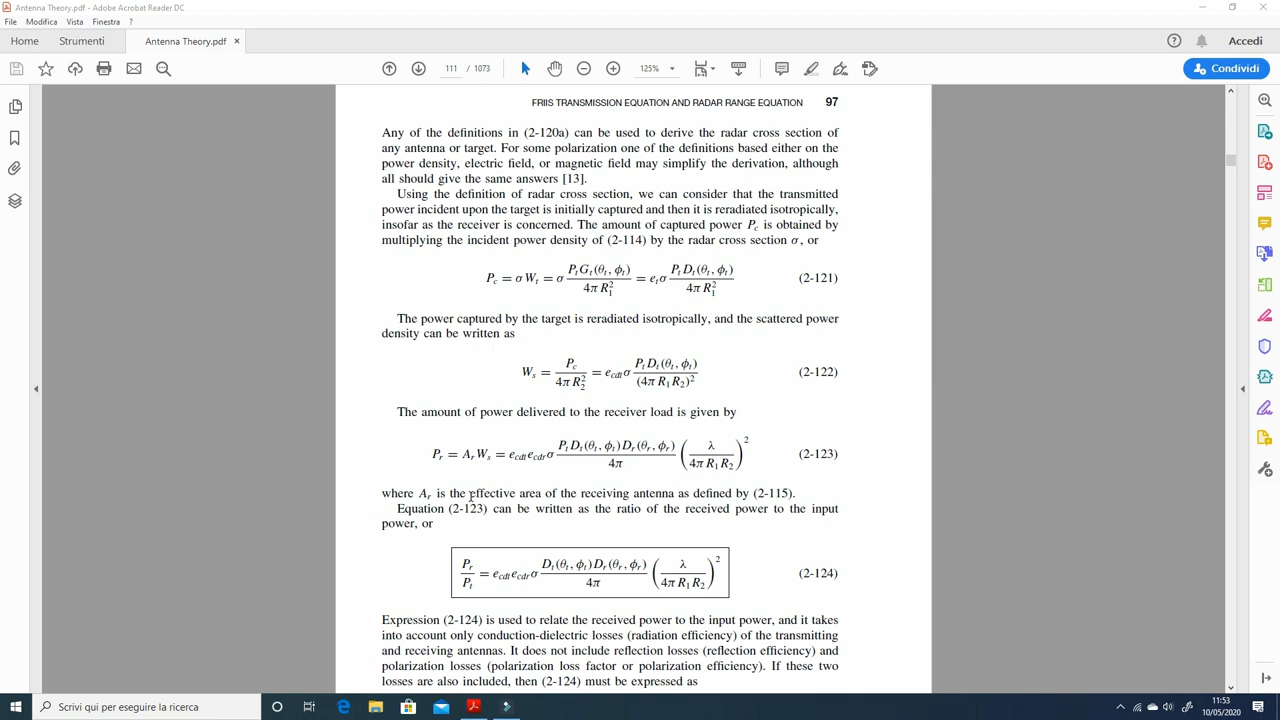 Antenna Theory.pdf - Adobe Acrobat Reader DC
File Modifica Vista Finestra ?
Home Strumenti Antenna Theory.pdf × Accedi
111 / 1073 125% Condividi
FRIIS TRANSMISSION EQUATION AND RADAR RANGE EQUATION 97
Any of the definitions in (2-120a) can be used to derive the radar cross section of
any antenna or target. For some polarization one of the definitions based either on the
power density, electric field, or magnetic field may simplify the derivation, although
all should give the same answers [13].
Using the definition of radar cross section, we can consider that the transmitted
power incident upon the target is initially captured and then it is reradiated isotropically,
insofar as the receiver is concerned. The amount of captured power P_c is obtained by
multiplying the incident power density of (2-114) by the radar cross section σ, or
P_c = σ W_t = σ P_t G_t(θ_t, φ_t) / 4π R_1^2 = e_t σ P_t D_t(θ_t, φ_t) / 4π R_1^2 (2-121)
The power captured by the target is reradiated isotropically, and the scattered power
density can be written as
W_s = P_c / 4π R_2^2 = e_cdt σ P_t D_t(θ_t, φ_t) / (4π R_1 R_2)^2 (2-122)
The amount of power delivered to the receiver load is given by
P_r = A_r W_s = e_cdt e_cdr σ P_t D_t(θ_t, φ_t) D_r(θ_r, φ_r) / 4π (λ / 4π R_1 R_2)^2 (2-123)
where A_r is the effective area of the receiving antenna as defined by (2-115).
Equation (2-123) can be written as the ratio of the received power to the input
power, or
P_r / P_t = e_cdt e_cdr σ D_t(θ_t, φ_t) D_r(θ_r, φ_r) / 4π (λ / 4π R_1 R_2)^2 (2-124)
Expression (2-124) is used to relate the received power to the input power, and it takes
into account only conduction-dielectric losses (radiation efficiency) of the transmitting
and receiving antennas. It does not include reflection losses (reflection efficiency) and
polarization losses (polarization loss factor or polarization efficiency). If these two
losses are also included, then (2-124) must be expressed as
Scrivi qui per eseguire la ricerca
11:53
10/05/2020